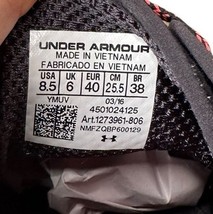 UNDER ARMOUR
MADE IN VIETNAM
FABRICADO EN VIETNAM
USA UK EUR CM BR
8.5 6 40 25.5 38
YMUV 03/16
4501024125
Art.1273961-806
NMFZQBP600129